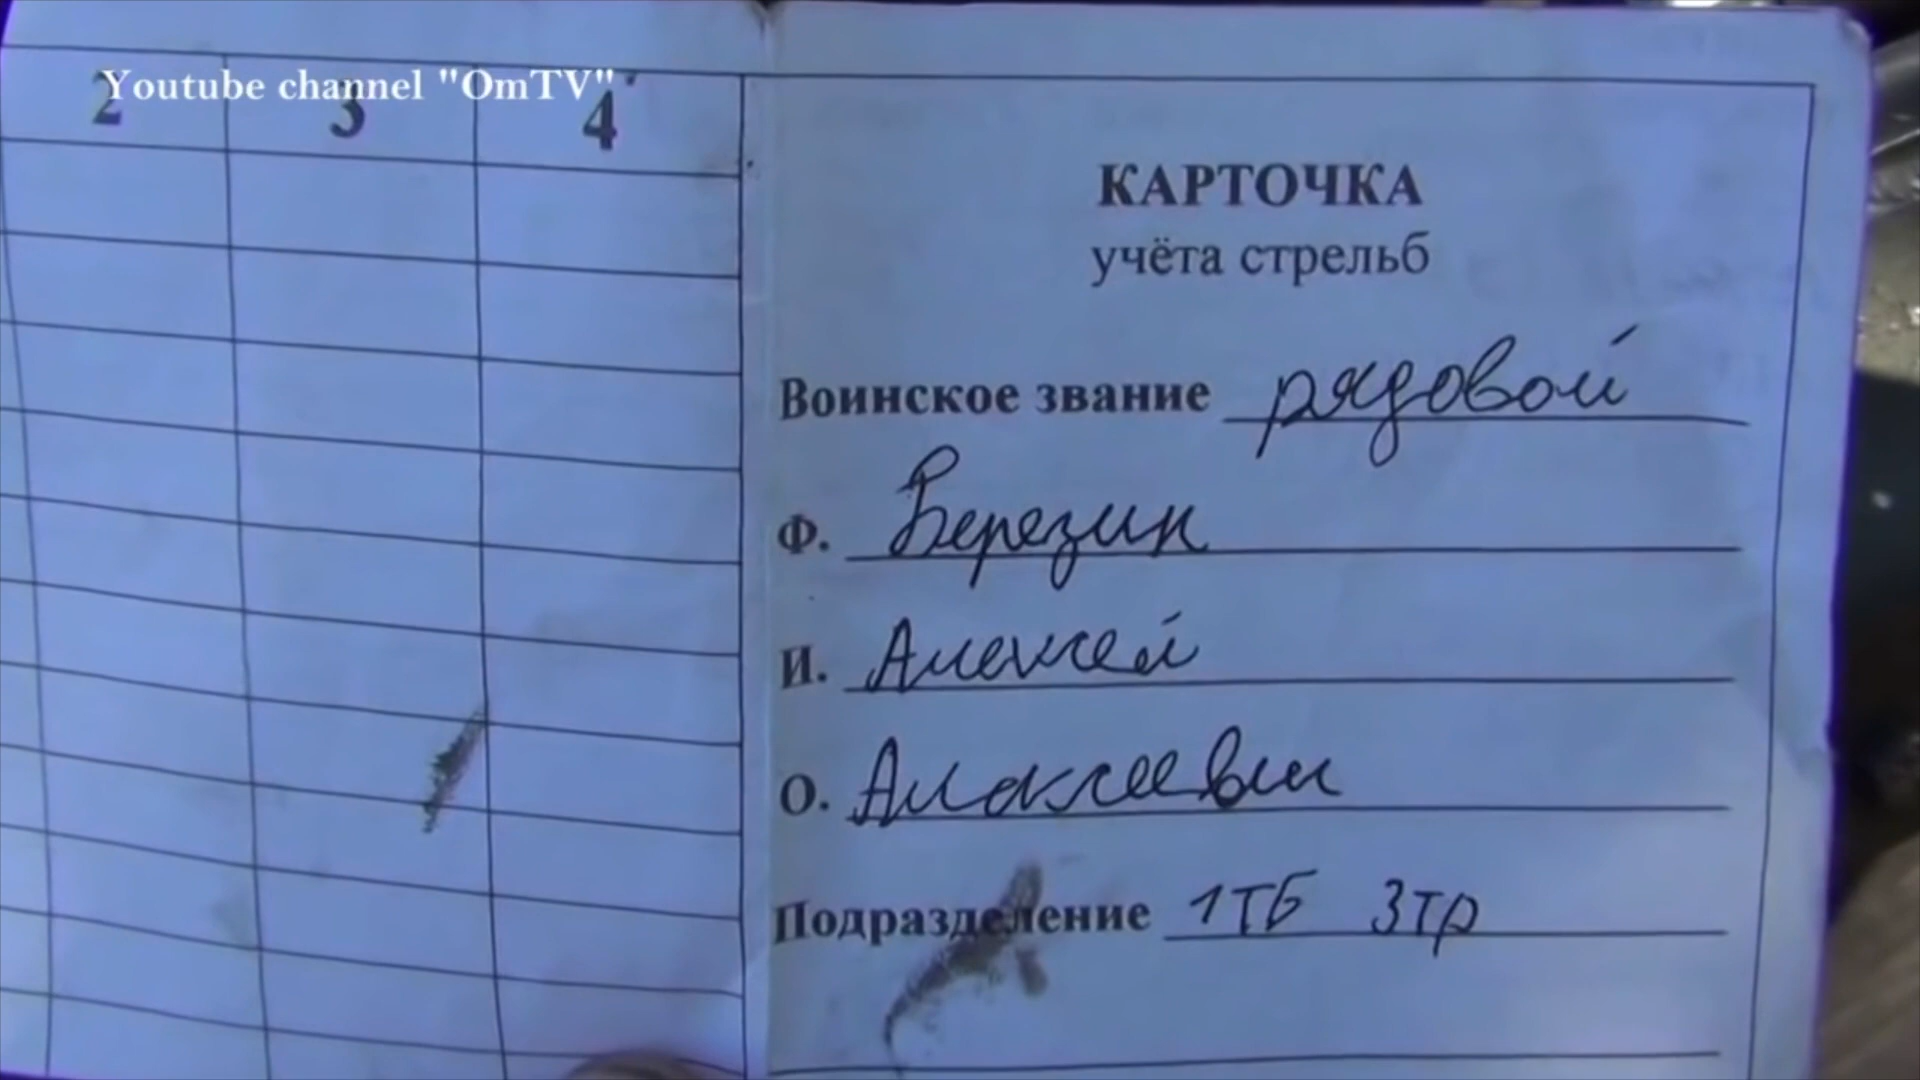 Youtube channel "OmTV"
2 3 4
КАРТОЧКА
учёта стрельб
Воинское звание рядовой
Ф. Березин
И. Алексей
О. Алексеевич
Подразделение 1ТБ 3тр